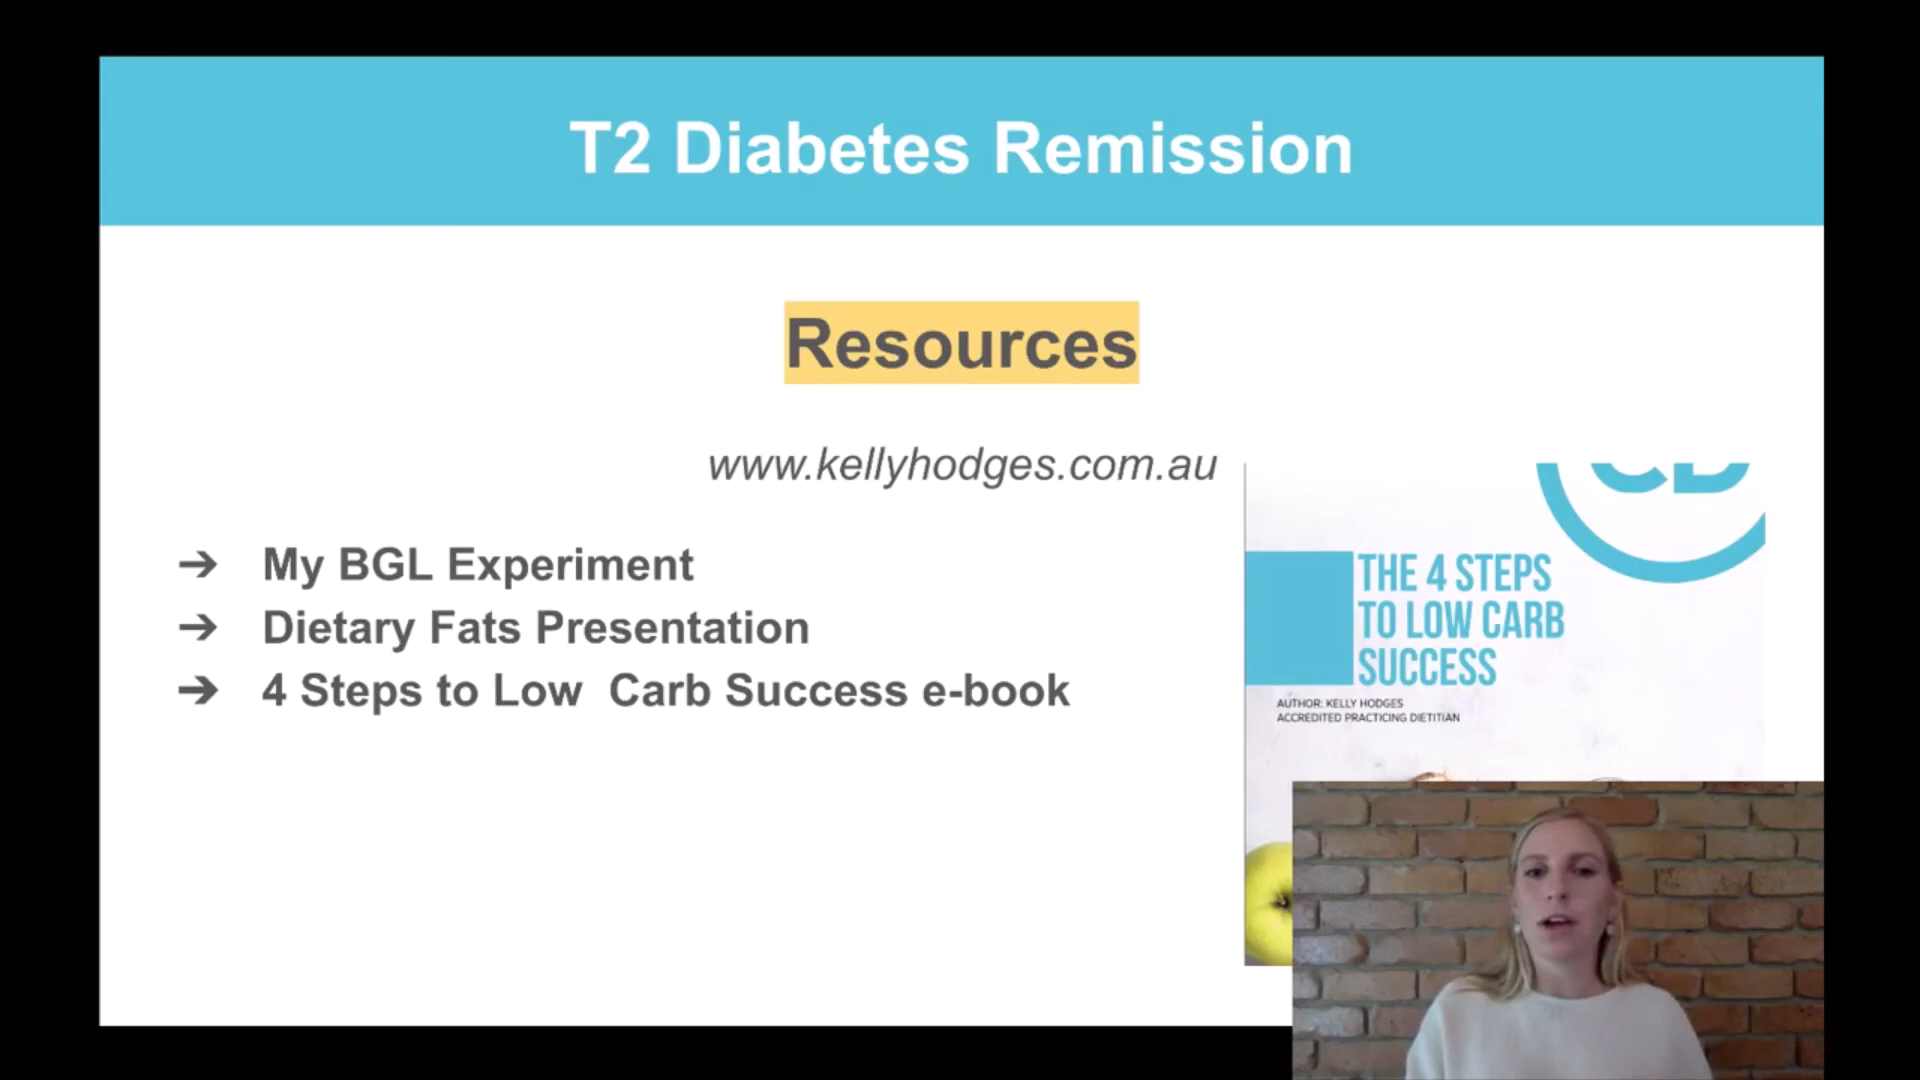 T2 Diabetes Remission
Resources
www.kellyhodges.com.au
➔ My BGL Experiment
➔ Dietary Fats Presentation
➔ 4 Steps to Low Carb Success e-book
CD
THE 4 STEPS
TO LOW CARB
SUCCESS
AUTHOR: KELLY HODGES
ACCREDITED PRACTICING DIETITIAN